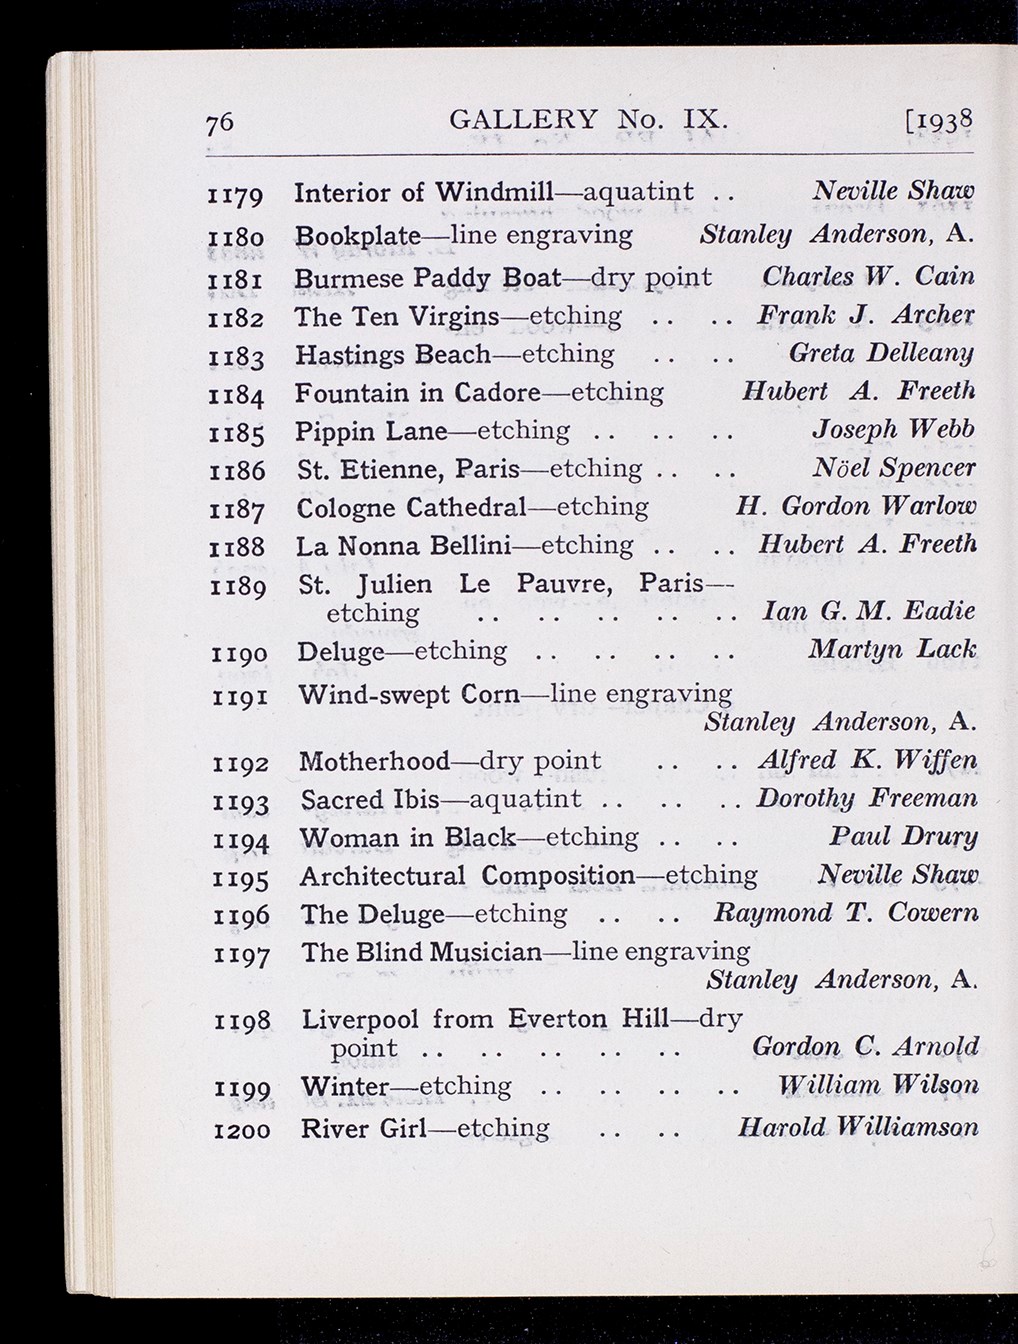 76 GALLERY No. IX. [1938
1179 Interior of Windmill—aquatint .. Neville Shaw
1180 Bookplate—line engraving Stanley Anderson, A.
1181 Burmese Paddy Boat—dry point Charles W. Cain
1182 The Ten Virgins—etching .. .. Frank J. Archer
1183 Hastings Beach—etching .. .. Greta Delleany
1184 Fountain in Cadore—etching Hubert A. Freeth
1185 Pippin Lane—etching .. .. .. Joseph Webb
1186 St. Etienne, Paris—etching .. .. Nöel Spencer
1187 Cologne Cathedral—etching H. Gordon Warlow
1188 La Nonna Bellini—etching .. .. Hubert A. Freeth
1189 St. Julien Le Pauvre, Paris—
etching .. .. .. .. .. Ian G. M. Eadie
1190 Deluge—etching .. .. .. .. Martyn Lack
1191 Wind-swept Corn—line engraving
Stanley Anderson, A.
1192 Motherhood—dry point .. .. Alfred K. Wiffen
1193 Sacred Ibis—aquatint .. .. .. Dorothy Freeman
1194 Woman in Black—etching .. .. Paul Drury
1195 Architectural Composition—etching Neville Shaw
1196 The Deluge—etching .. .. Raymond T. Cowern
1197 The Blind Musician—line engraving
Stanley Anderson, A.
1198 Liverpool from Everton Hill—dry
point .. .. .. .. .. Gordon C. Arnold
1199 Winter—etching .. .. .. .. William Wilson
1200 River Girl—etching .. .. Harold Williamson